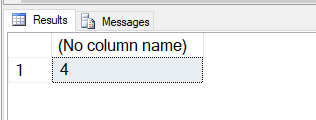 Results Messages
(No column name)
1 4